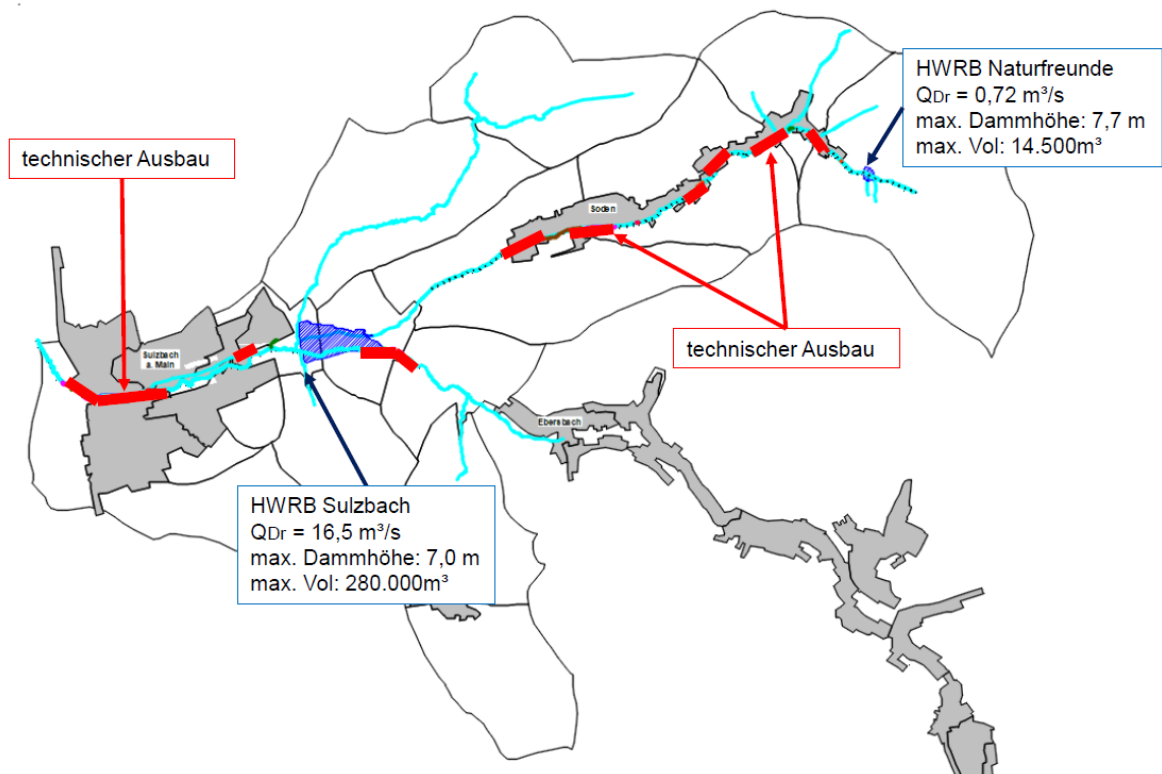 HWRB Naturfreunde
QDr = 0,72 m³/s
max. Dammhöhe: 7,7 m
max. Vol: 14.500m³
technischer Ausbau
Soden
technischer Ausbau
Sulzbach
a. Main
Ebersbach
HWRB Sulzbach
QDr = 16,5 m³/s
max. Dammhöhe: 7,0 m
max. Vol: 280.000m³